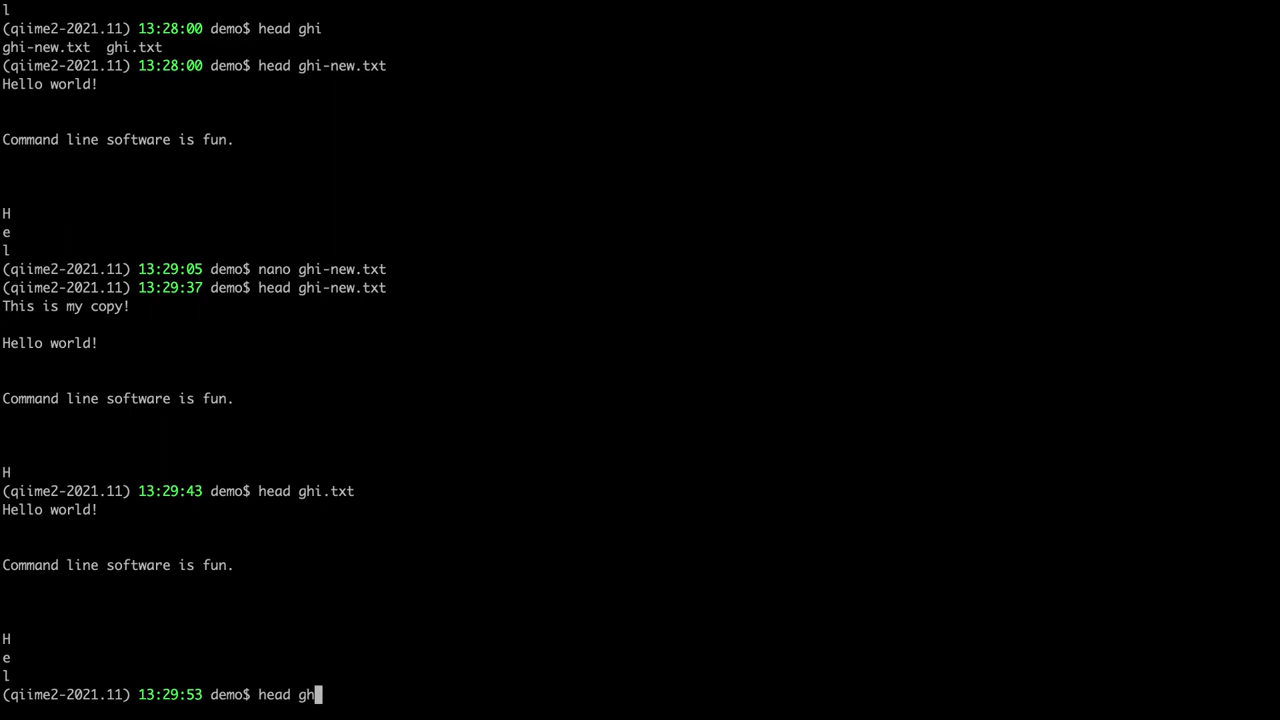 l
(qiime2-2021.11) 13:28:00 demo$ head ghi
ghi-new.txt  ghi.txt
(qiime2-2021.11) 13:28:00 demo$ head ghi-new.txt
Hello world!
Command line software is fun.
H
e
l
(qiime2-2021.11) 13:29:05 demo$ nano ghi-new.txt
(qiime2-2021.11) 13:29:37 demo$ head ghi-new.txt
This is my copy!
Hello world!
Command line software is fun.
H
(qiime2-2021.11) 13:29:43 demo$ head ghi.txt
Hello world!
Command line software is fun.
H
e
l
(qiime2-2021.11) 13:29:53 demo$ head gh